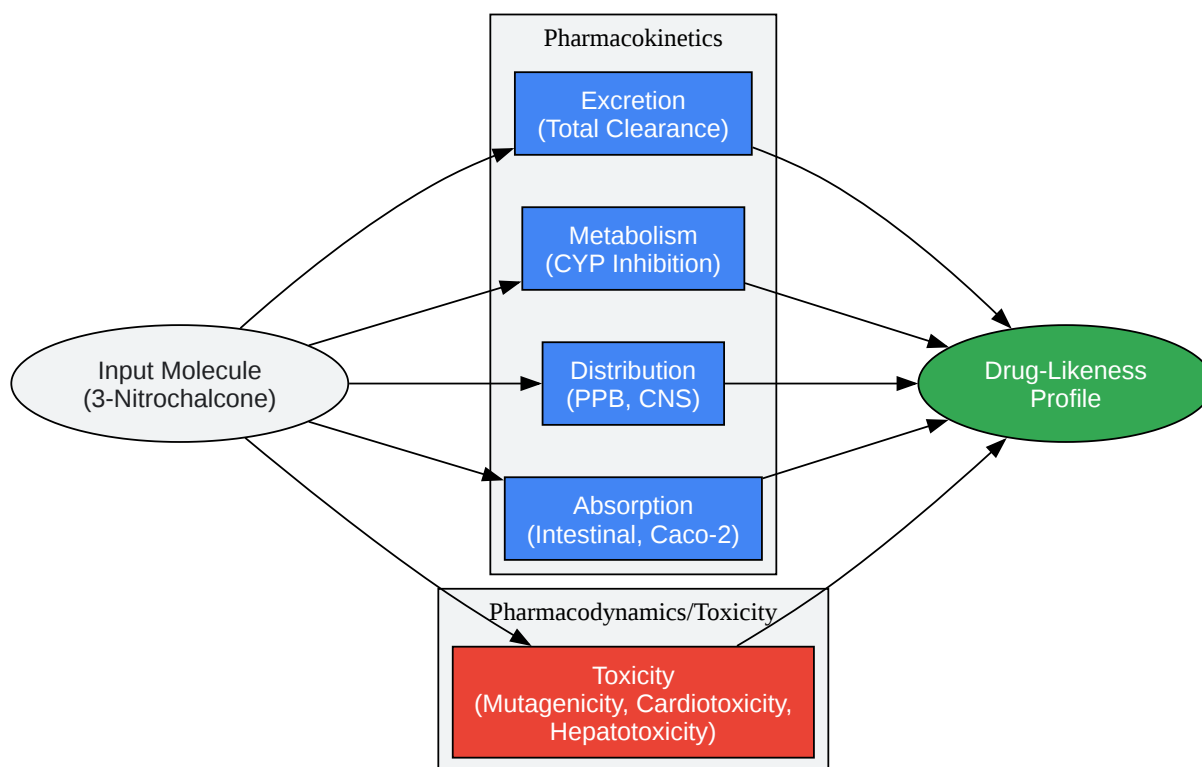 Pharmacokinetics
Excretion
(Total Clearance)
Metabolism
(CYP Inhibition)
Input Molecule
(3-Nitrochalcone)
Distribution
(PPB, CNS)
Drug-Likeness
Profile
Absorption
(Intestinal, Caco-2)
Pharmacodynamics/Toxicity
Toxicity
(Mutagenicity, Cardiotoxicity,
Hepatotoxicity)